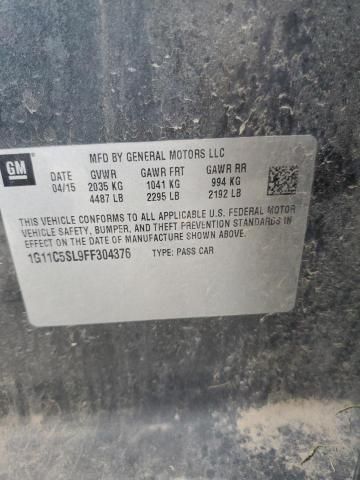 GM
MFD BY GENERAL MOTORS LLC
DATE GVWR GAWR FRT GAWR RR
04/15 2035 KG 1041 KG 994 KG
4487 LB 2295 LB 2192 LB
THIS VEHICLE CONFORMS TO ALL APPLICABLE U.S. FEDERAL MOTOR
VEHICLE SAFETY, BUMPER, AND THEFT PREVENTION STANDARDS IN
EFFECT ON THE DATE OF MANUFACTURE SHOWN ABOVE.
1G11C5SL9FF304376 TYPE: PASS CAR